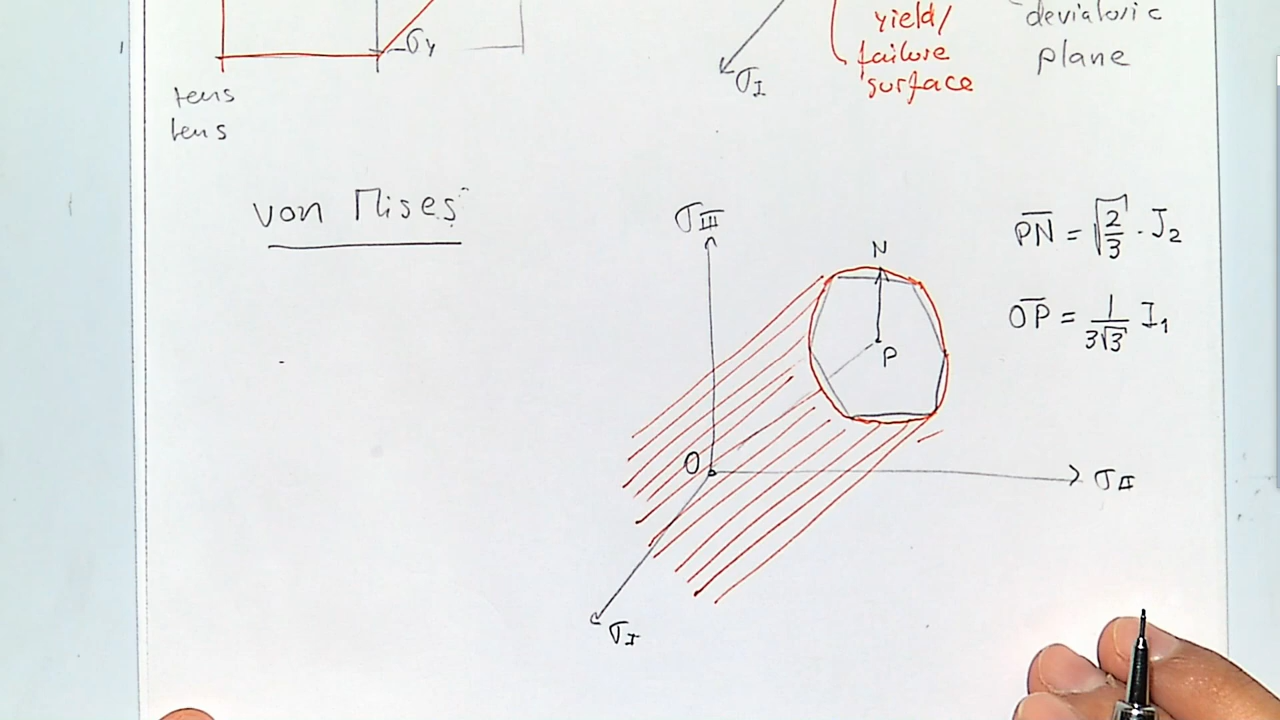 -σY
tens
tens
σI
yield/
failure
surface
deviatoric
plane
von Mises
σIII
N
P
O
σII
σI
PN = √2/3 · J2
OP = 1/3√3 I1